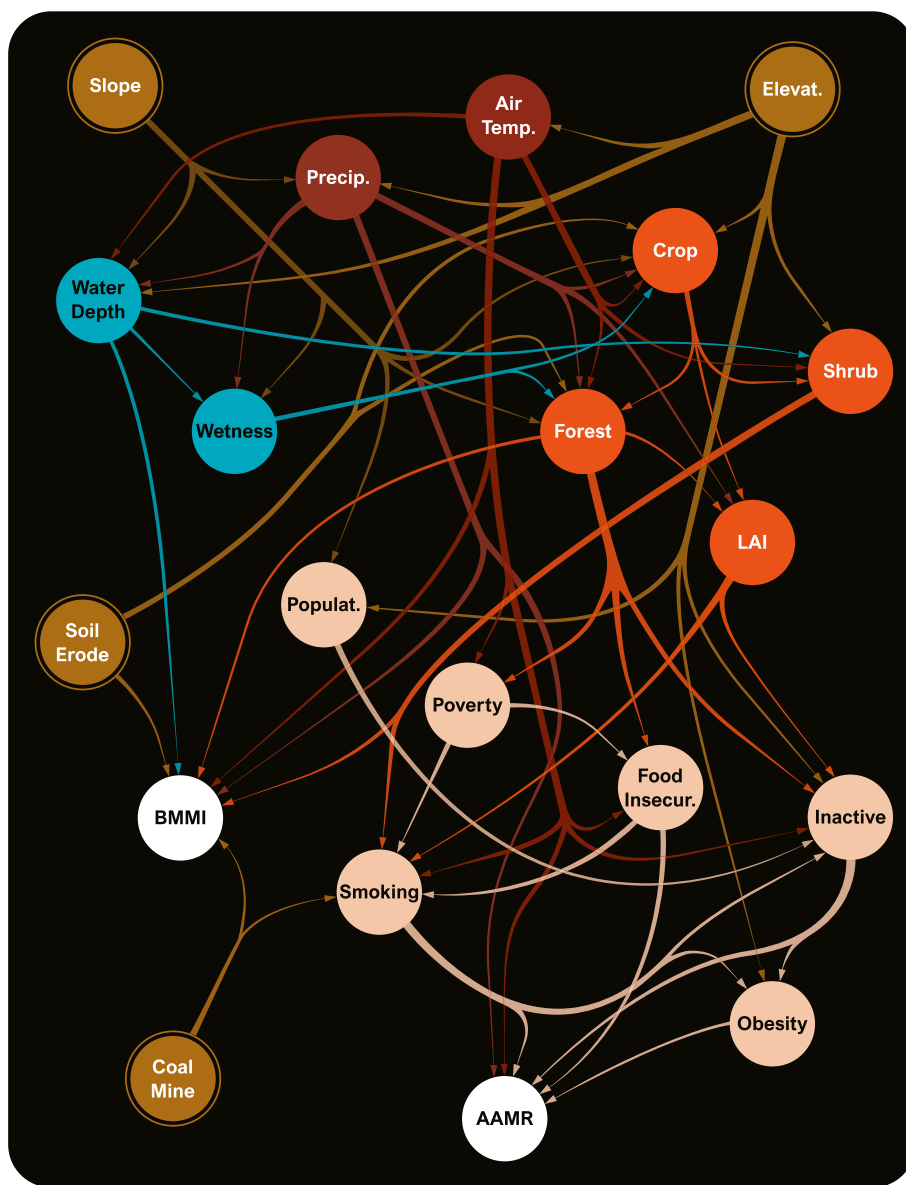 Slope
Air
Temp.
Elevat.
Precip.
Crop
Water
Depth
Shrub
Wetness
Forest
LAI
Populat.
Soil
Erode
Poverty
Food
Insecur.
BMMI
Inactive
Smoking
Obesity
Coal
Mine
AAMR